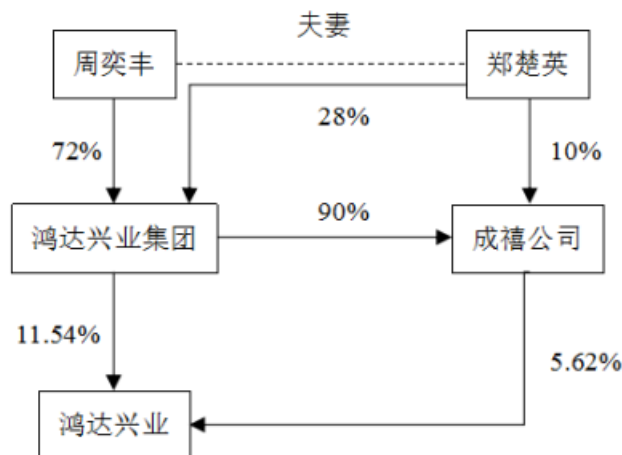 夫妻
周奕丰
郑楚英
28%
72%
10%
90%
鸿达兴业集团
成禧公司
11.54%
5.62%
鸿达兴业